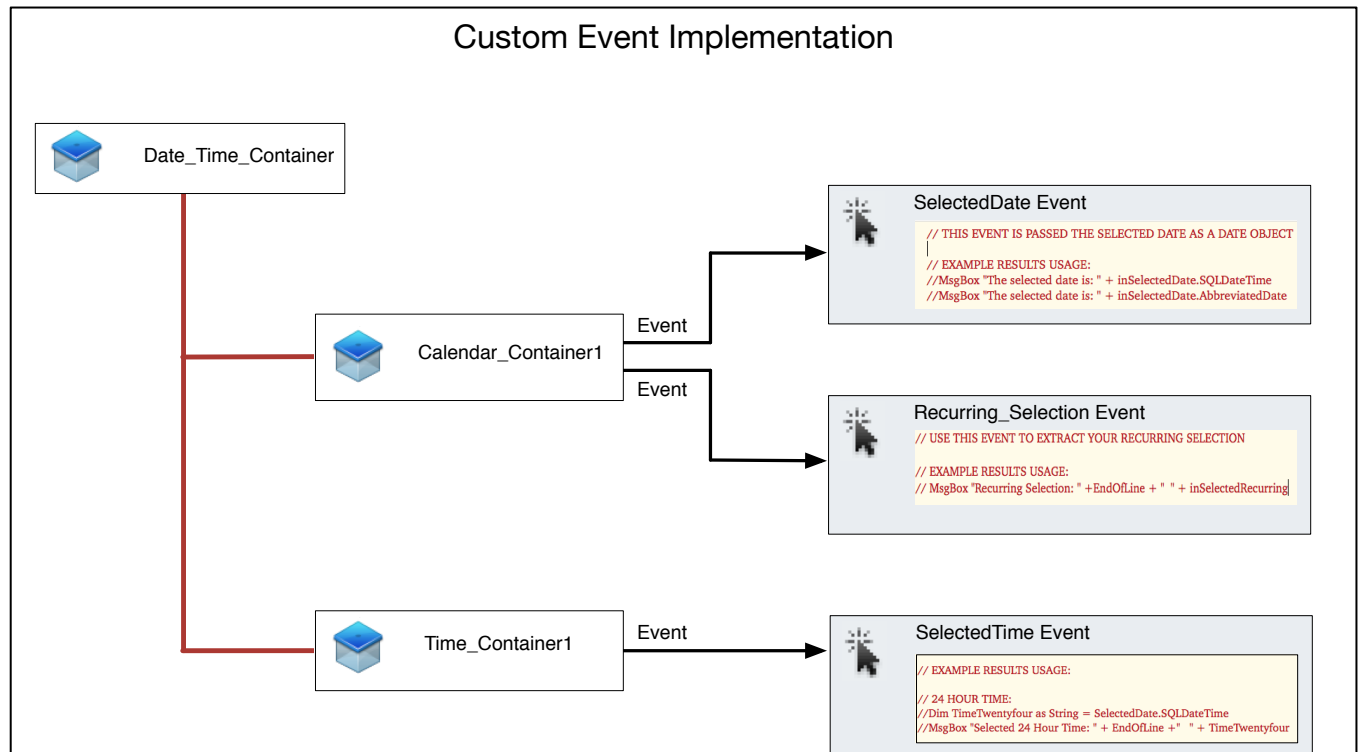 Custom Event Implementation
Date_Time_Container
SelectedDate Event
// THIS EVENT IS PASSED THE SELECTED DATE AS A DATE OBJECT
// EXAMPLE RESULTS USAGE:
//MsgBox "The selected date is: " + inSelectedDate.SQLDateTime
//MsgBox "The selected date is: " + inSelectedDate.AbbreviatedDate
Event
Calendar_Container1
Event
Recurring_Selection Event
// USE THIS EVENT TO EXTRACT YOUR RECURRING SELECTION
// EXAMPLE RESULTS USAGE:
// MsgBox "Recurring Selection: " +EndOfLine + "  " + inSelectedRecurring
Time_Container1
Event
SelectedTime Event
// EXAMPLE RESULTS USAGE:
// 24 HOUR TIME:
//Dim TimeTwentyfour as String = SelectedDate.SQLDateTime
//MsgBox "Selected 24 Hour Time: " + EndOfLine +"   " + TimeTwentyfour